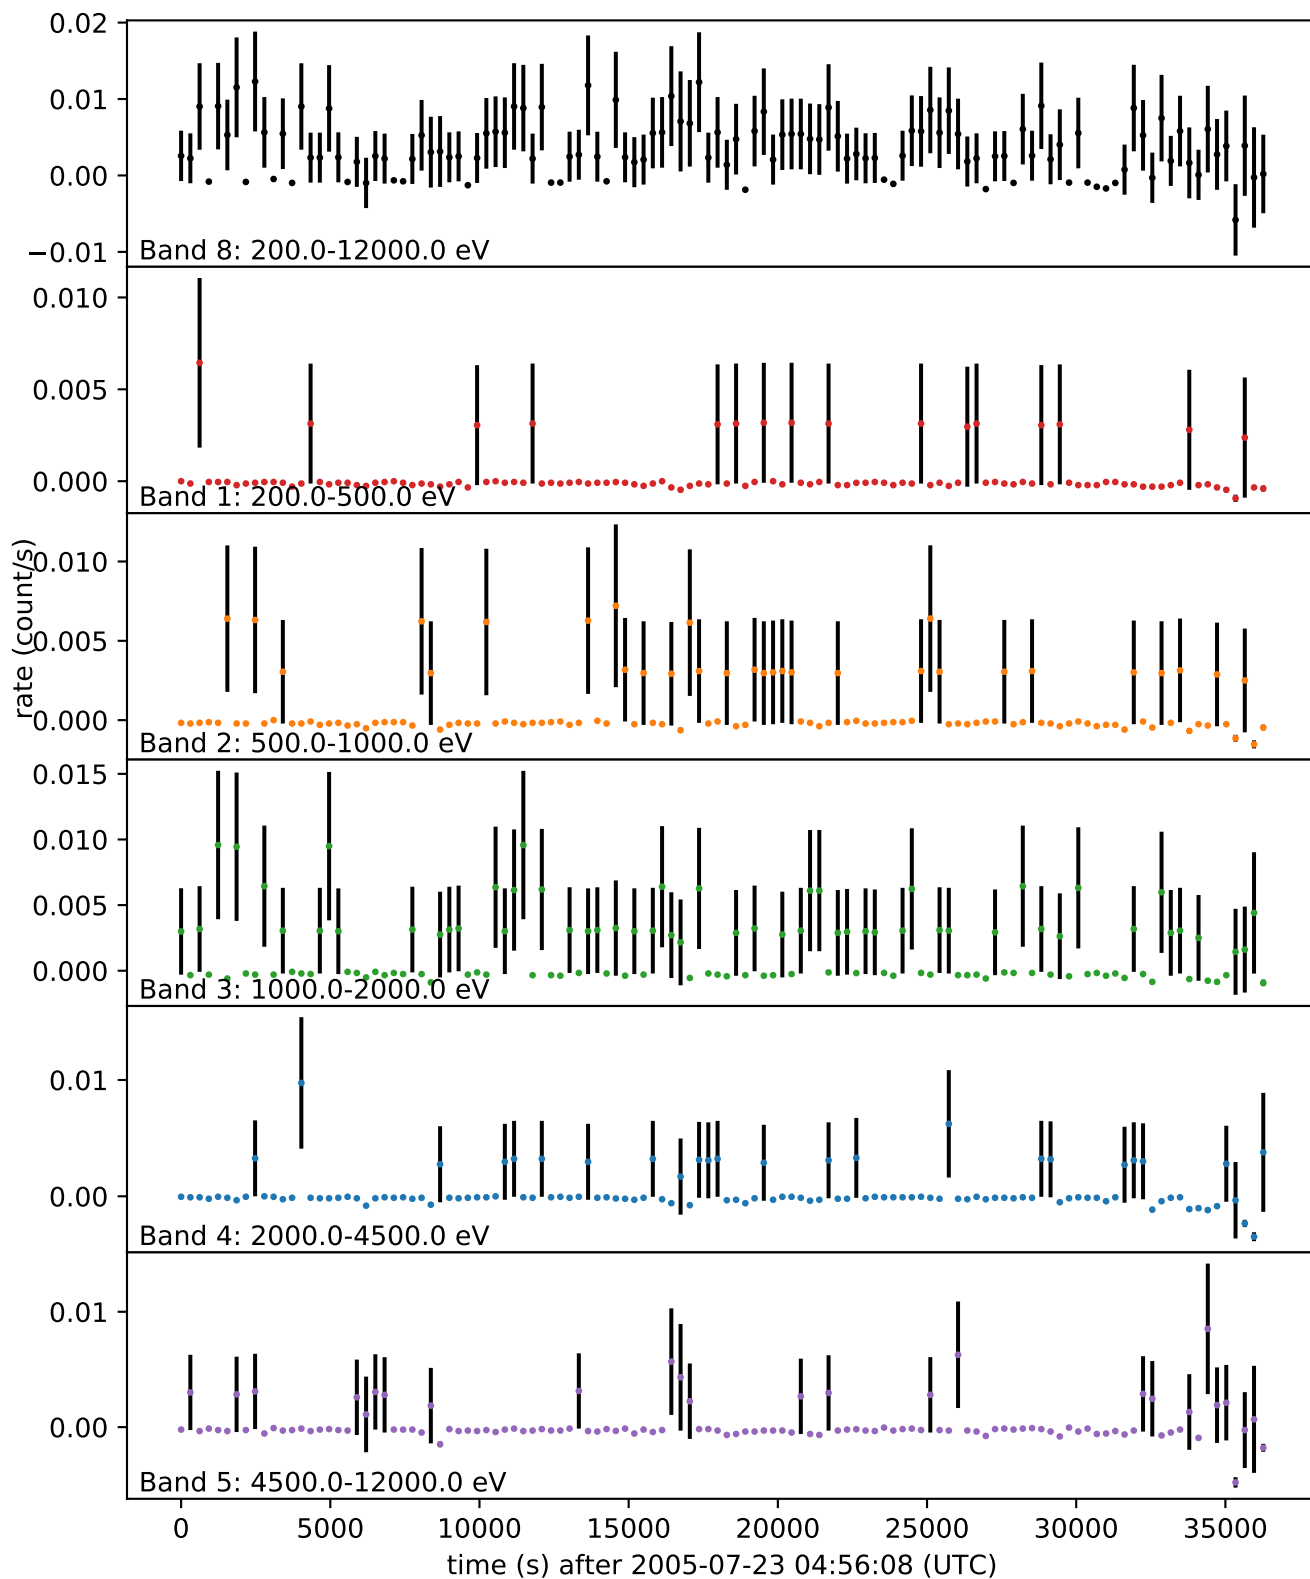 0.02
0.01
0.00
−0.01
Band 8: 200.0-12000.0 eV
0.010
0.005
0.000
Band 1: 200.0-500.0 eV
rate (count/s)
0.010
0.005
0.000
Band 2: 500.0-1000.0 eV
0.015
0.010
0.005
0.000
Band 3: 1000.0-2000.0 eV
0.01
0.00
Band 4: 2000.0-4500.0 eV
0.01
0.00
Band 5: 4500.0-12000.0 eV
0 5000 10000 15000 20000 25000 30000 35000
time (s) after 2005-07-23 04:56:08 (UTC)